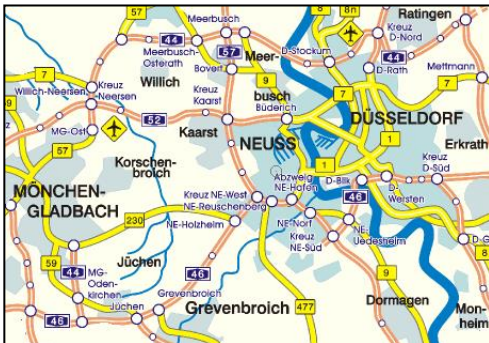 57
Meerbusch
8
8n
Ratingen
44
Meerbusch-
Osterath
57
Meer-
busch
D-Stockum
Kreuz
D-Nord
44
D-Rath
Mettmann
7
Willich
Bovert
9
7
Kreuz
Neersen
Willich-Neersen
Kreuz
Kaarst
Büderich
7
59
52
MG-Ost
57
Kaarst
NEUSS
DÜSSELDORF
1
Erkrath
Korschen-
broich
1
Kreuz
D-Süd
MÖNCHEN-
GLADBACH
Abzweig
NE-Hafen
D-Bilk
46
D-
Wersten
Kreuz NE-West
NE-Reuschenberg
230
NE-Holzheim
NE-Norf
Kreuz
NE-Süd
NE-
Uedesheim
Jüchen
59
44
MG-
Oden-
kirchen
46
9
8
Grevenbroich
Jüchen
46
Grevenbroich
477
Dormagen
Mon-
heim